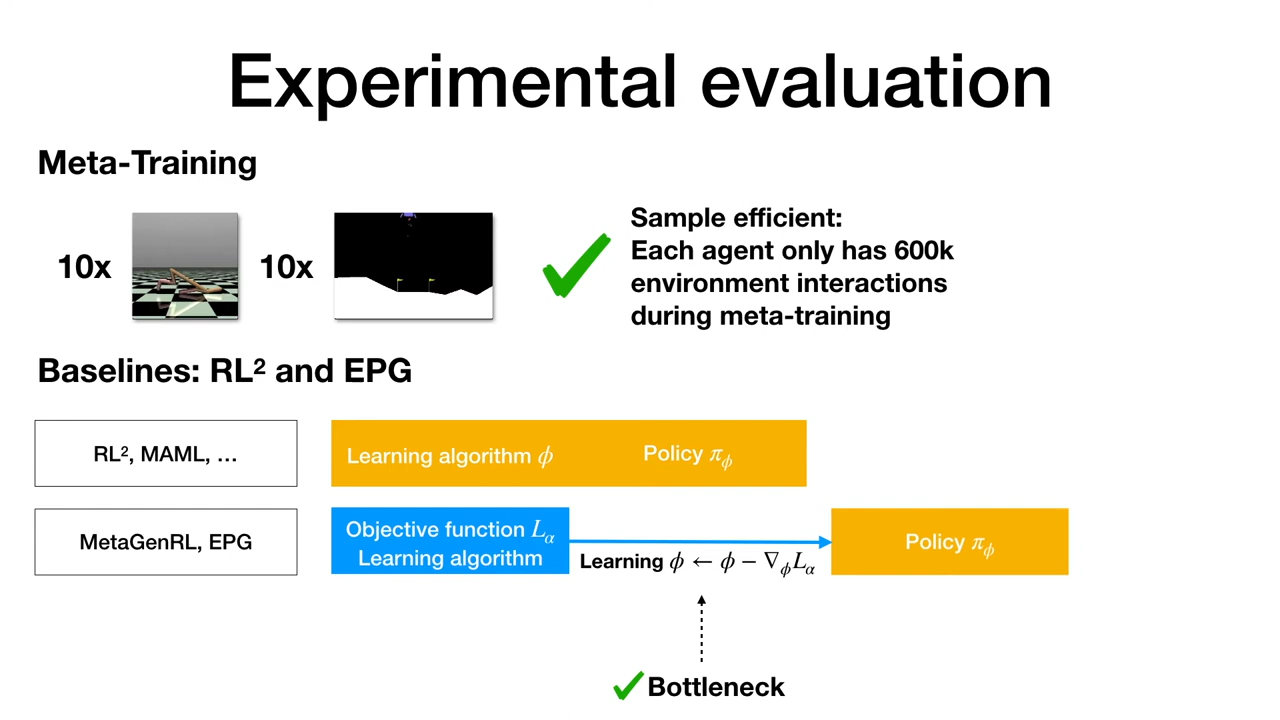 Experimental evaluation
Meta-Training
10x
10x
Sample efficient:
Each agent only has 600k
environment interactions
during meta-training
Baselines: RL² and EPG
RL², MAML, …
Learning algorithm ϕ
Policy π_ϕ
MetaGenRL, EPG
Objective function L_α
Learning algorithm
Learning ϕ ← ϕ − ∇_ϕ L_α
Policy π_ϕ
Bottleneck